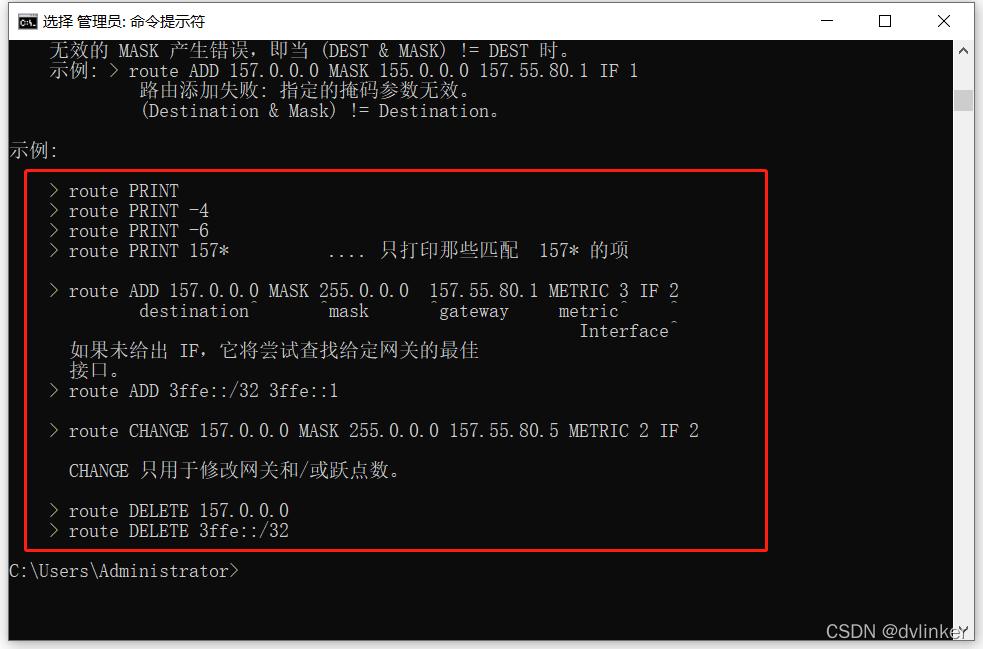 选择 管理员: 命令提示符
无效的 MASK 产生错误，即当 (DEST & MASK) != DEST 时。
示例: > route ADD 157.0.0.0 MASK 155.0.0.0 157.55.80.1 IF 1
路由添加失败: 指定的掩码参数无效。
(Destination & Mask) != Destination。
示例:
> route PRINT
> route PRINT -4
> route PRINT -6
> route PRINT 157*          .... 只打印那些匹配  157* 的项
> route ADD 157.0.0.0 MASK 255.0.0.0  157.55.80.1 METRIC 3 IF 2
destination^      ^mask      ^gateway     metric^    ^
Interface^
如果未给出 IF，它将尝试查找给定网关的最佳
接口。
> route ADD 3ffe::/32 3ffe::1
> route CHANGE 157.0.0.0 MASK 255.0.0.0 157.55.80.5 METRIC 2 IF 2
CHANGE 只用于修改网关和/或跃点数。
> route DELETE 157.0.0.0
> route DELETE 3ffe::/32
C:\Users\Administrator>
CSDN @dvlinker